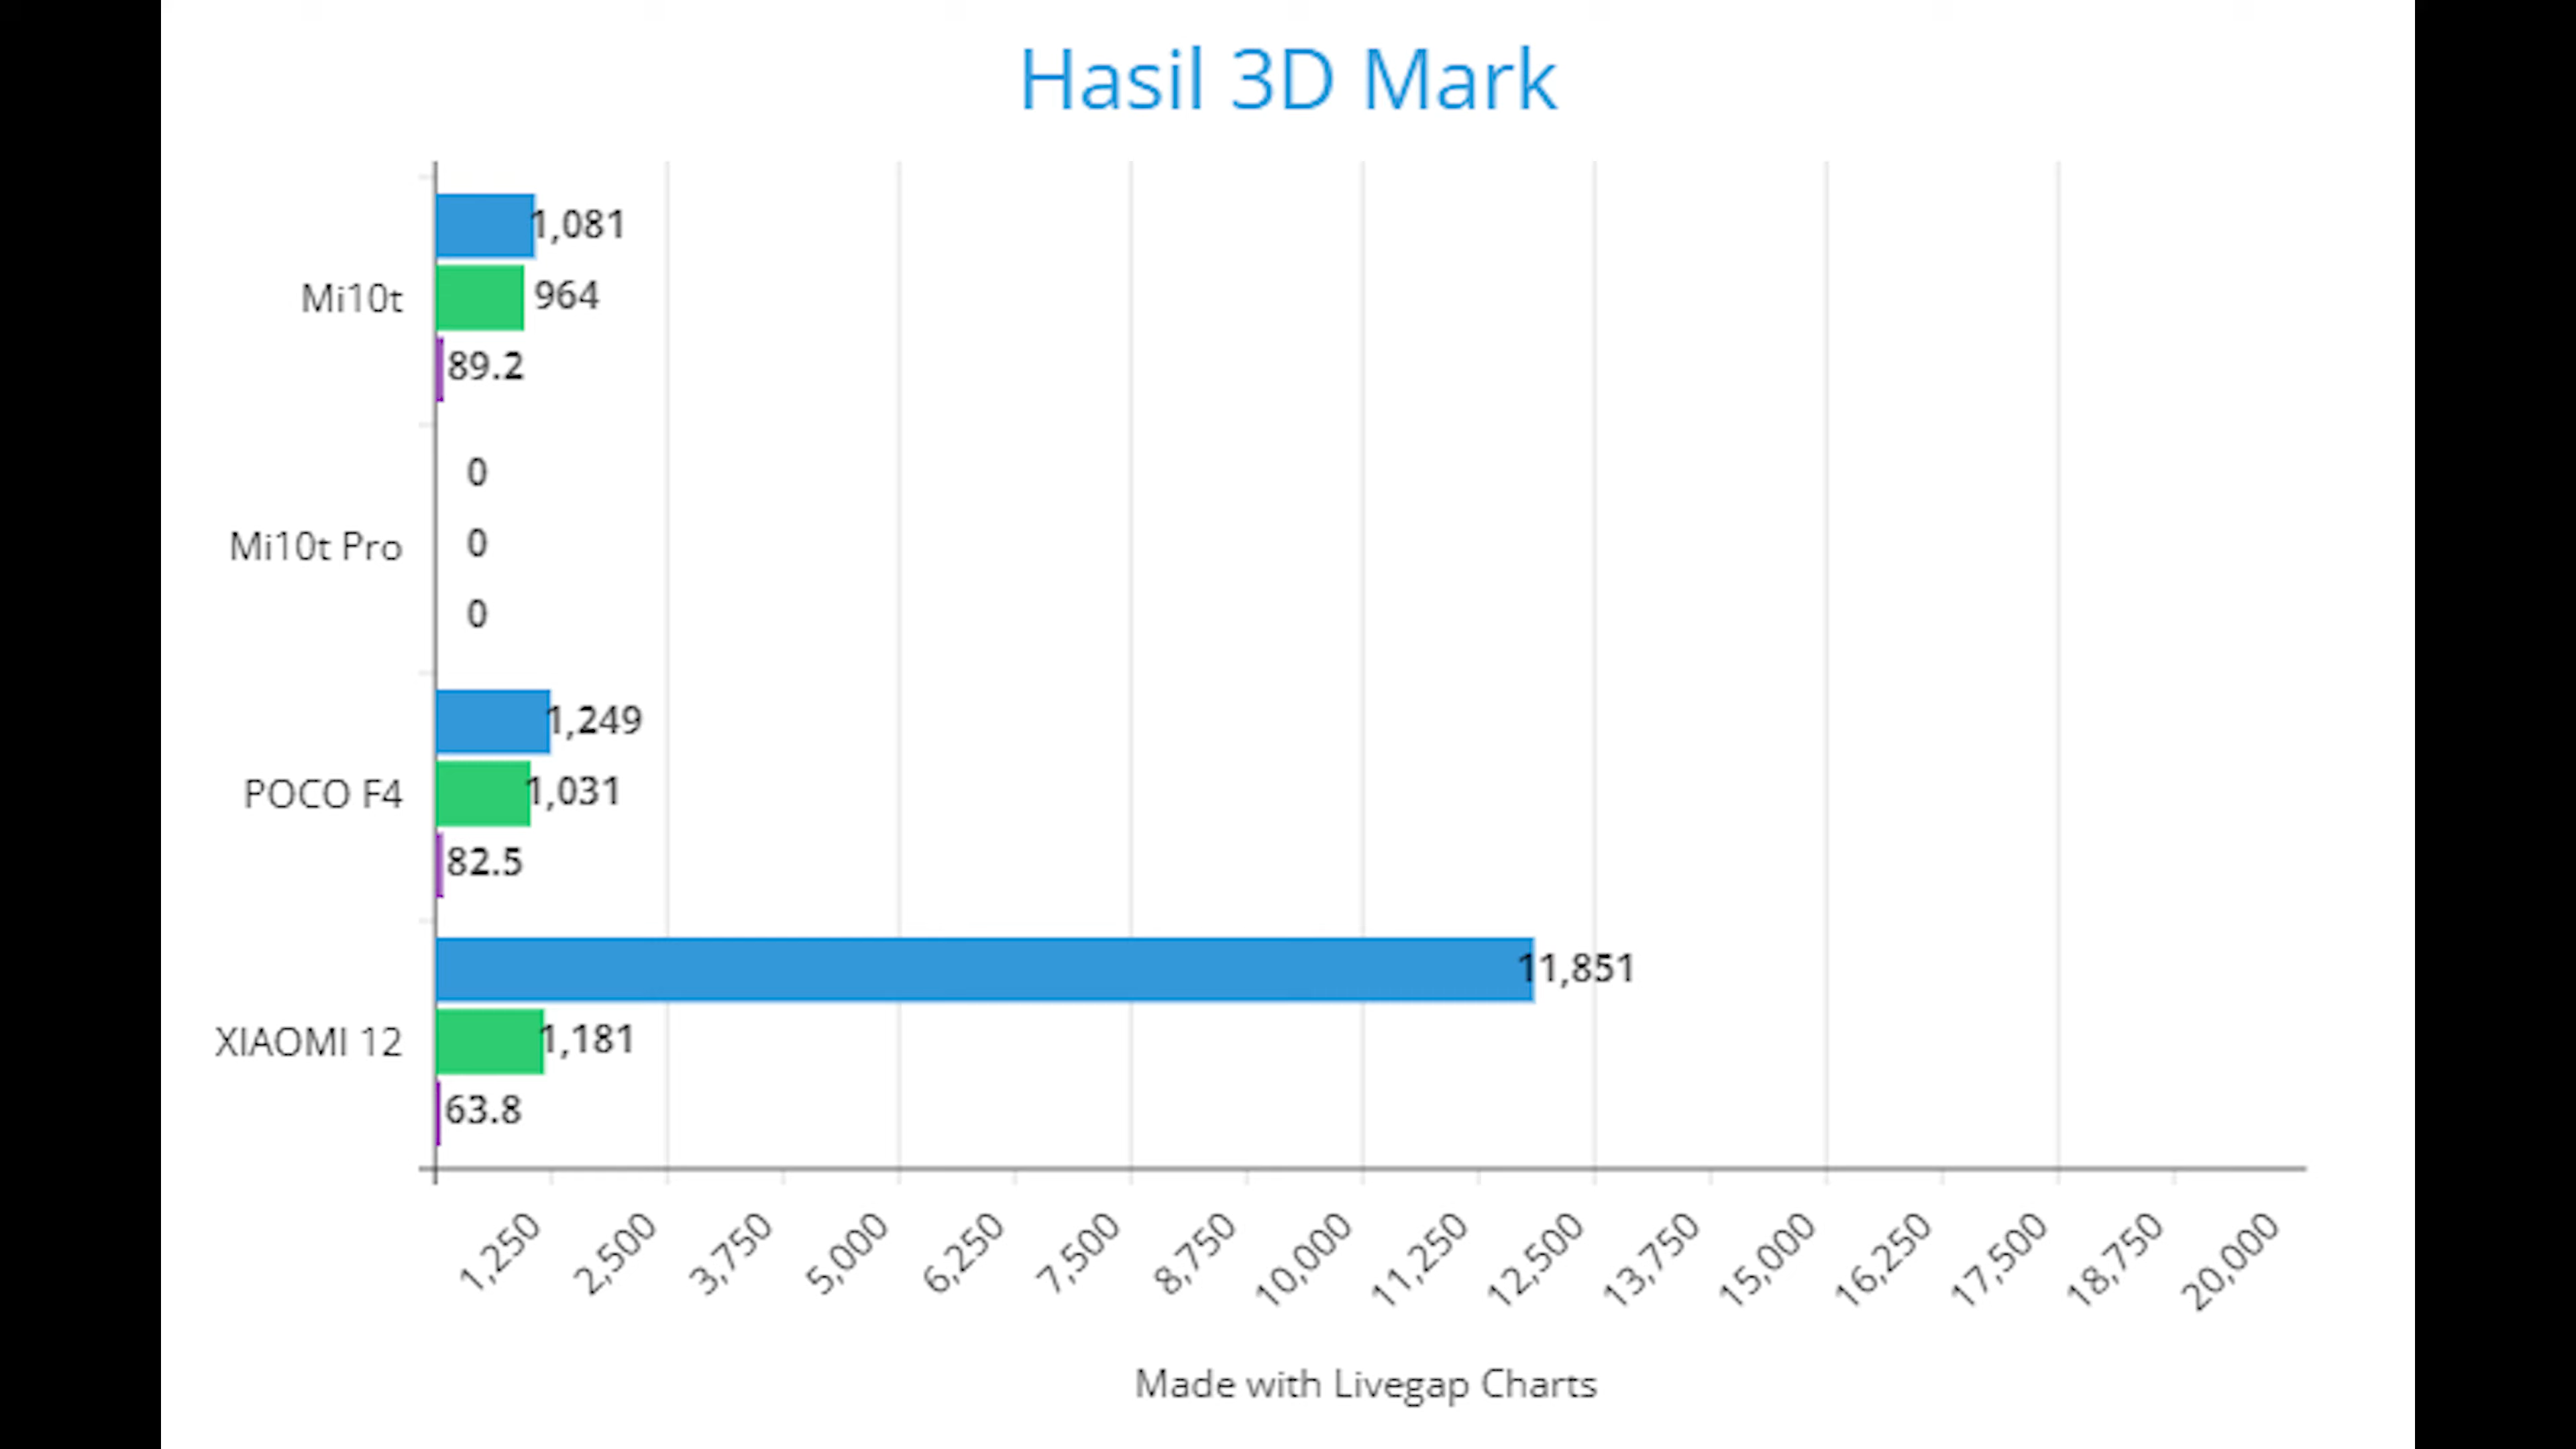 Hasil 3D Mark
1,081
Mi10t
964
89.2
0
Mi10t Pro
0
0
1,249
POCO F4
1,031
82.5
11,851
XIAOMI 12
1,181
63.8
1,250 2,500 3,750 5,000 6,250 7,500 8,750 10,000 11,250 12,500 13,750 15,000 16,250 17,500 18,750 20,000
Made with Livegap Charts